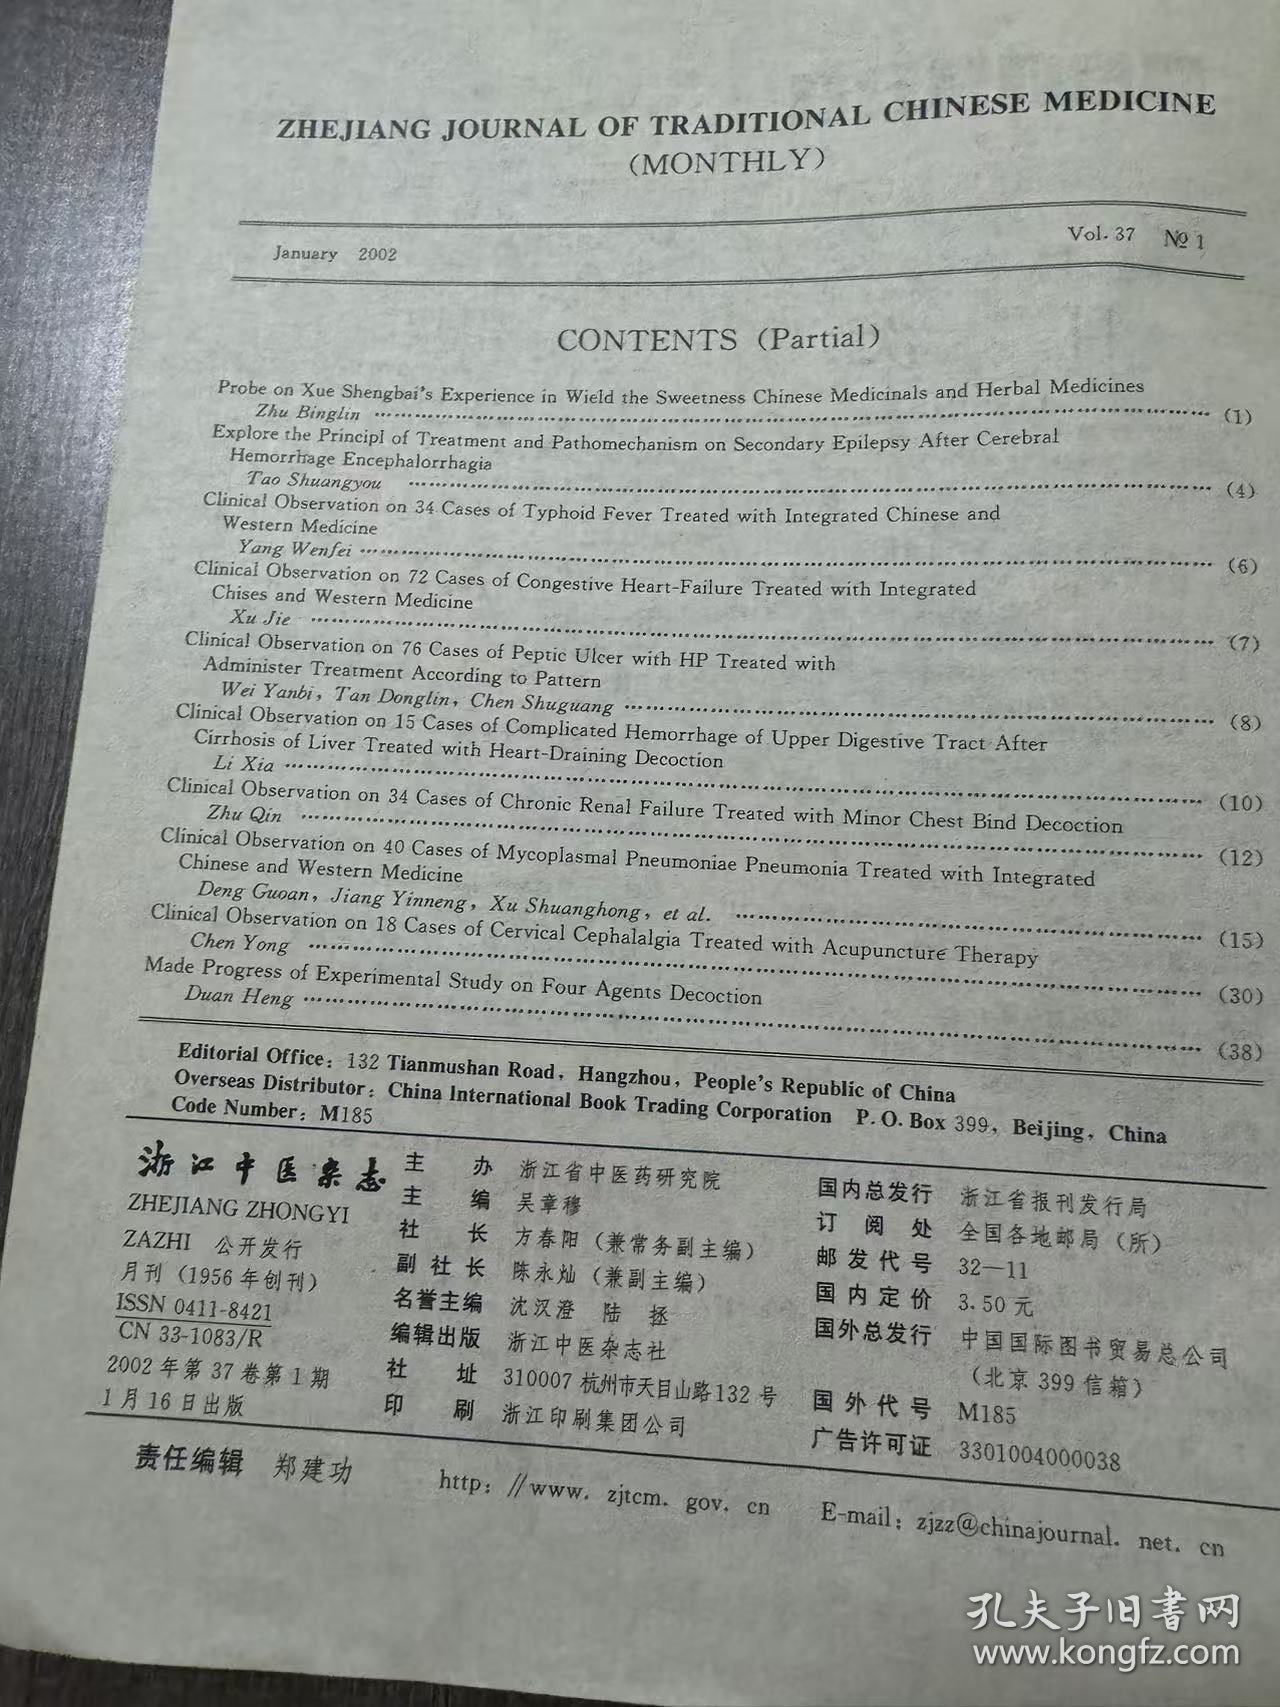 ZHEJIANG JOURNAL OF TRADITIONAL CHINESE MEDICINE
(MONTHLY)
January 2002
Vol. 37 № 1
CONTENTS (Partial)
Probe on Xue Shengbai's Experience in Wield the Sweetness Chinese Medicinals and Herbal Medicines
Zhu Binglin ……………… (1)
Explore the Principl of Treatment and Pathomechanism on Secondary Epilepsy After Cerebral
Hemorrhage Encephalorrhagia
Tao Shuangyou ……………… (4)
Clinical Observation on 34 Cases of Typhoid Fever Treated with Integrated Chinese and
Western Medicine
Yang Wenfei ……………… (6)
Clinical Observation on 72 Cases of Congestive Heart-Failure Treated with Integrated
Chises and Western Medicine
Xu Jie ……………… (7)
Clinical Observation on 76 Cases of Peptic Ulcer with HP Treated with
Administer Treatment According to Pattern
Wei Yanbi, Tan Donglin, Chen Shuguang ……………… (8)
Clinical Observation on 15 Cases of Complicated Hemorrhage of Upper Digestive Tract After
Cirrhosis of Liver Treated with Heart-Draining Decoction
Li Xia ……………… (10)
Clinical Observation on 34 Cases of Chronic Renal Failure Treated with Minor Chest Bind Decoction
Zhu Qin ……………… (12)
Clinical Observation on 40 Cases of Mycoplasmal Pneumoniae Pneumonia Treated with Integrated
Chinese and Western Medicine
Deng Guoan, Jiang Yinneng, Xu Shuanghong, et al. ……………… (15)
Clinical Observation on 18 Cases of Cervical Cephalalgia Treated with Acupuncture Therapy
Chen Yong ……………… (30)
Made Progress of Experimental Study on Four Agents Decoction
Duan Heng ……………… (38)
Editorial Office: 132 Tianmushan Road, Hangzhou, People's Republic of China
Overseas Distributor: China International Book Trading Corporation P.O. Box 399, Beijing, China
Code Number: M185
浙江中医杂志
ZHEJIANG ZHONGYI
ZAZHI 公开发行
月刊（1956年创刊）
ISSN 0411-8421
CN 33-1083/R
2002年第37卷第1期
1月16日出版
主办 浙江省中医药研究院
主编 吴章穆
社长 方春阳（兼常务副主编）
副社长 陈永灿（兼副主编）
名誉主编 沈汉澄 陆拯
编辑出版 浙江中医杂志社
社址 310007 杭州市天目山路132号
印刷 浙江印刷集团公司
国内总发行 浙江省报刊发行局
订阅处 全国各地邮局（所）
邮发代号 32—11
国内定价 3.50元
国外总发行 中国国际图书贸易总公司
（北京399信箱）
国外代号 M185
广告许可证 3301004000038
责任编辑 郑建功
http: //www. zjtcm. gov. cn
E-mail: zjzz@chinajournal. net. cn
孔夫子旧书网
www.kongfz.com